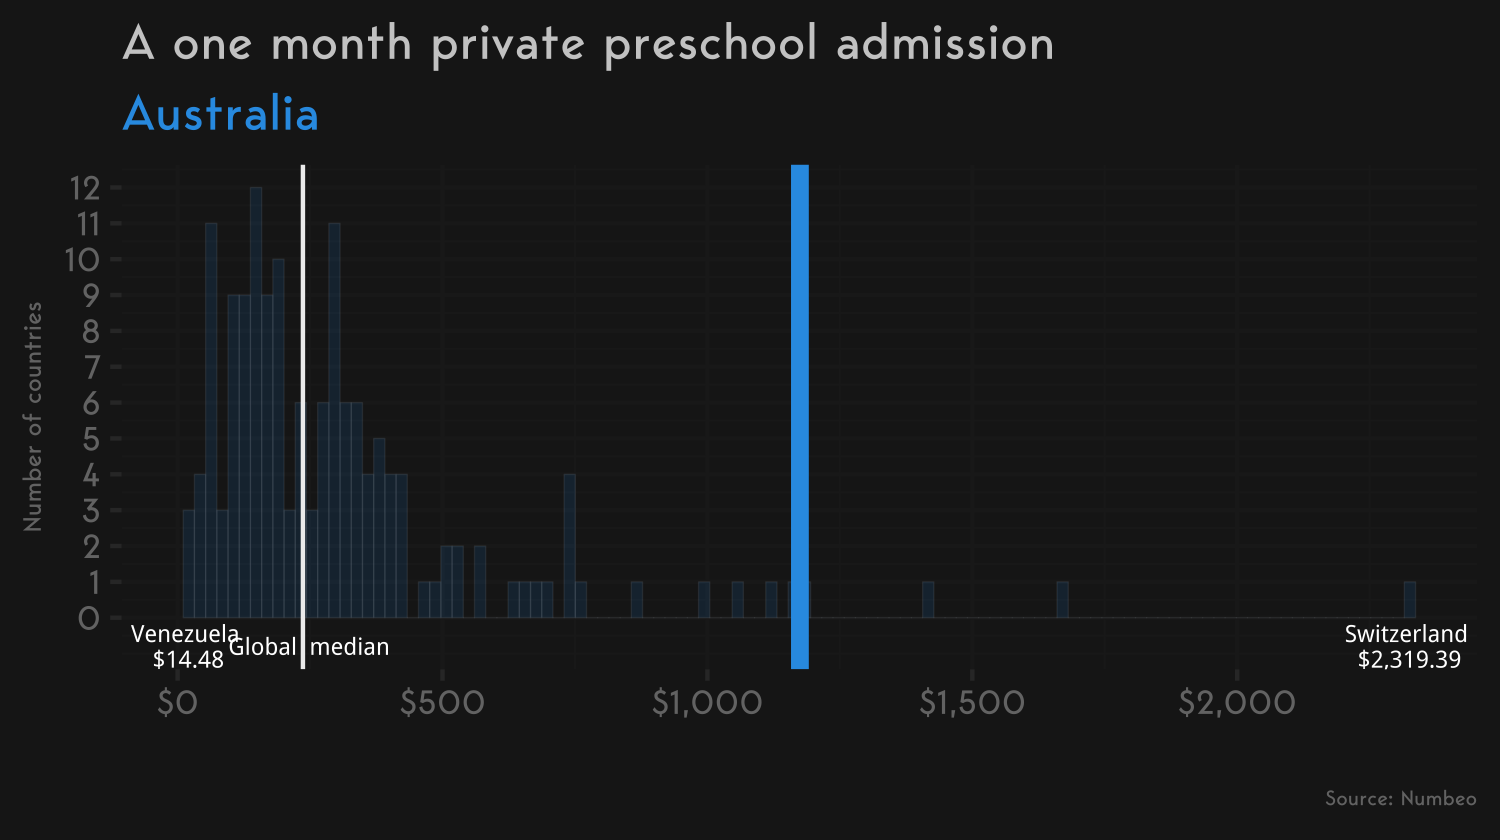 A one month private preschool admission
Australia
Number of countries
12
11
10
9
8
7
6
5
4
3
2
1
0
Venezuela
$14.48
Global
median
Switzerland
$2,319.39
$0
$500
$1,000
$1,500
$2,000
Source: Numbeo